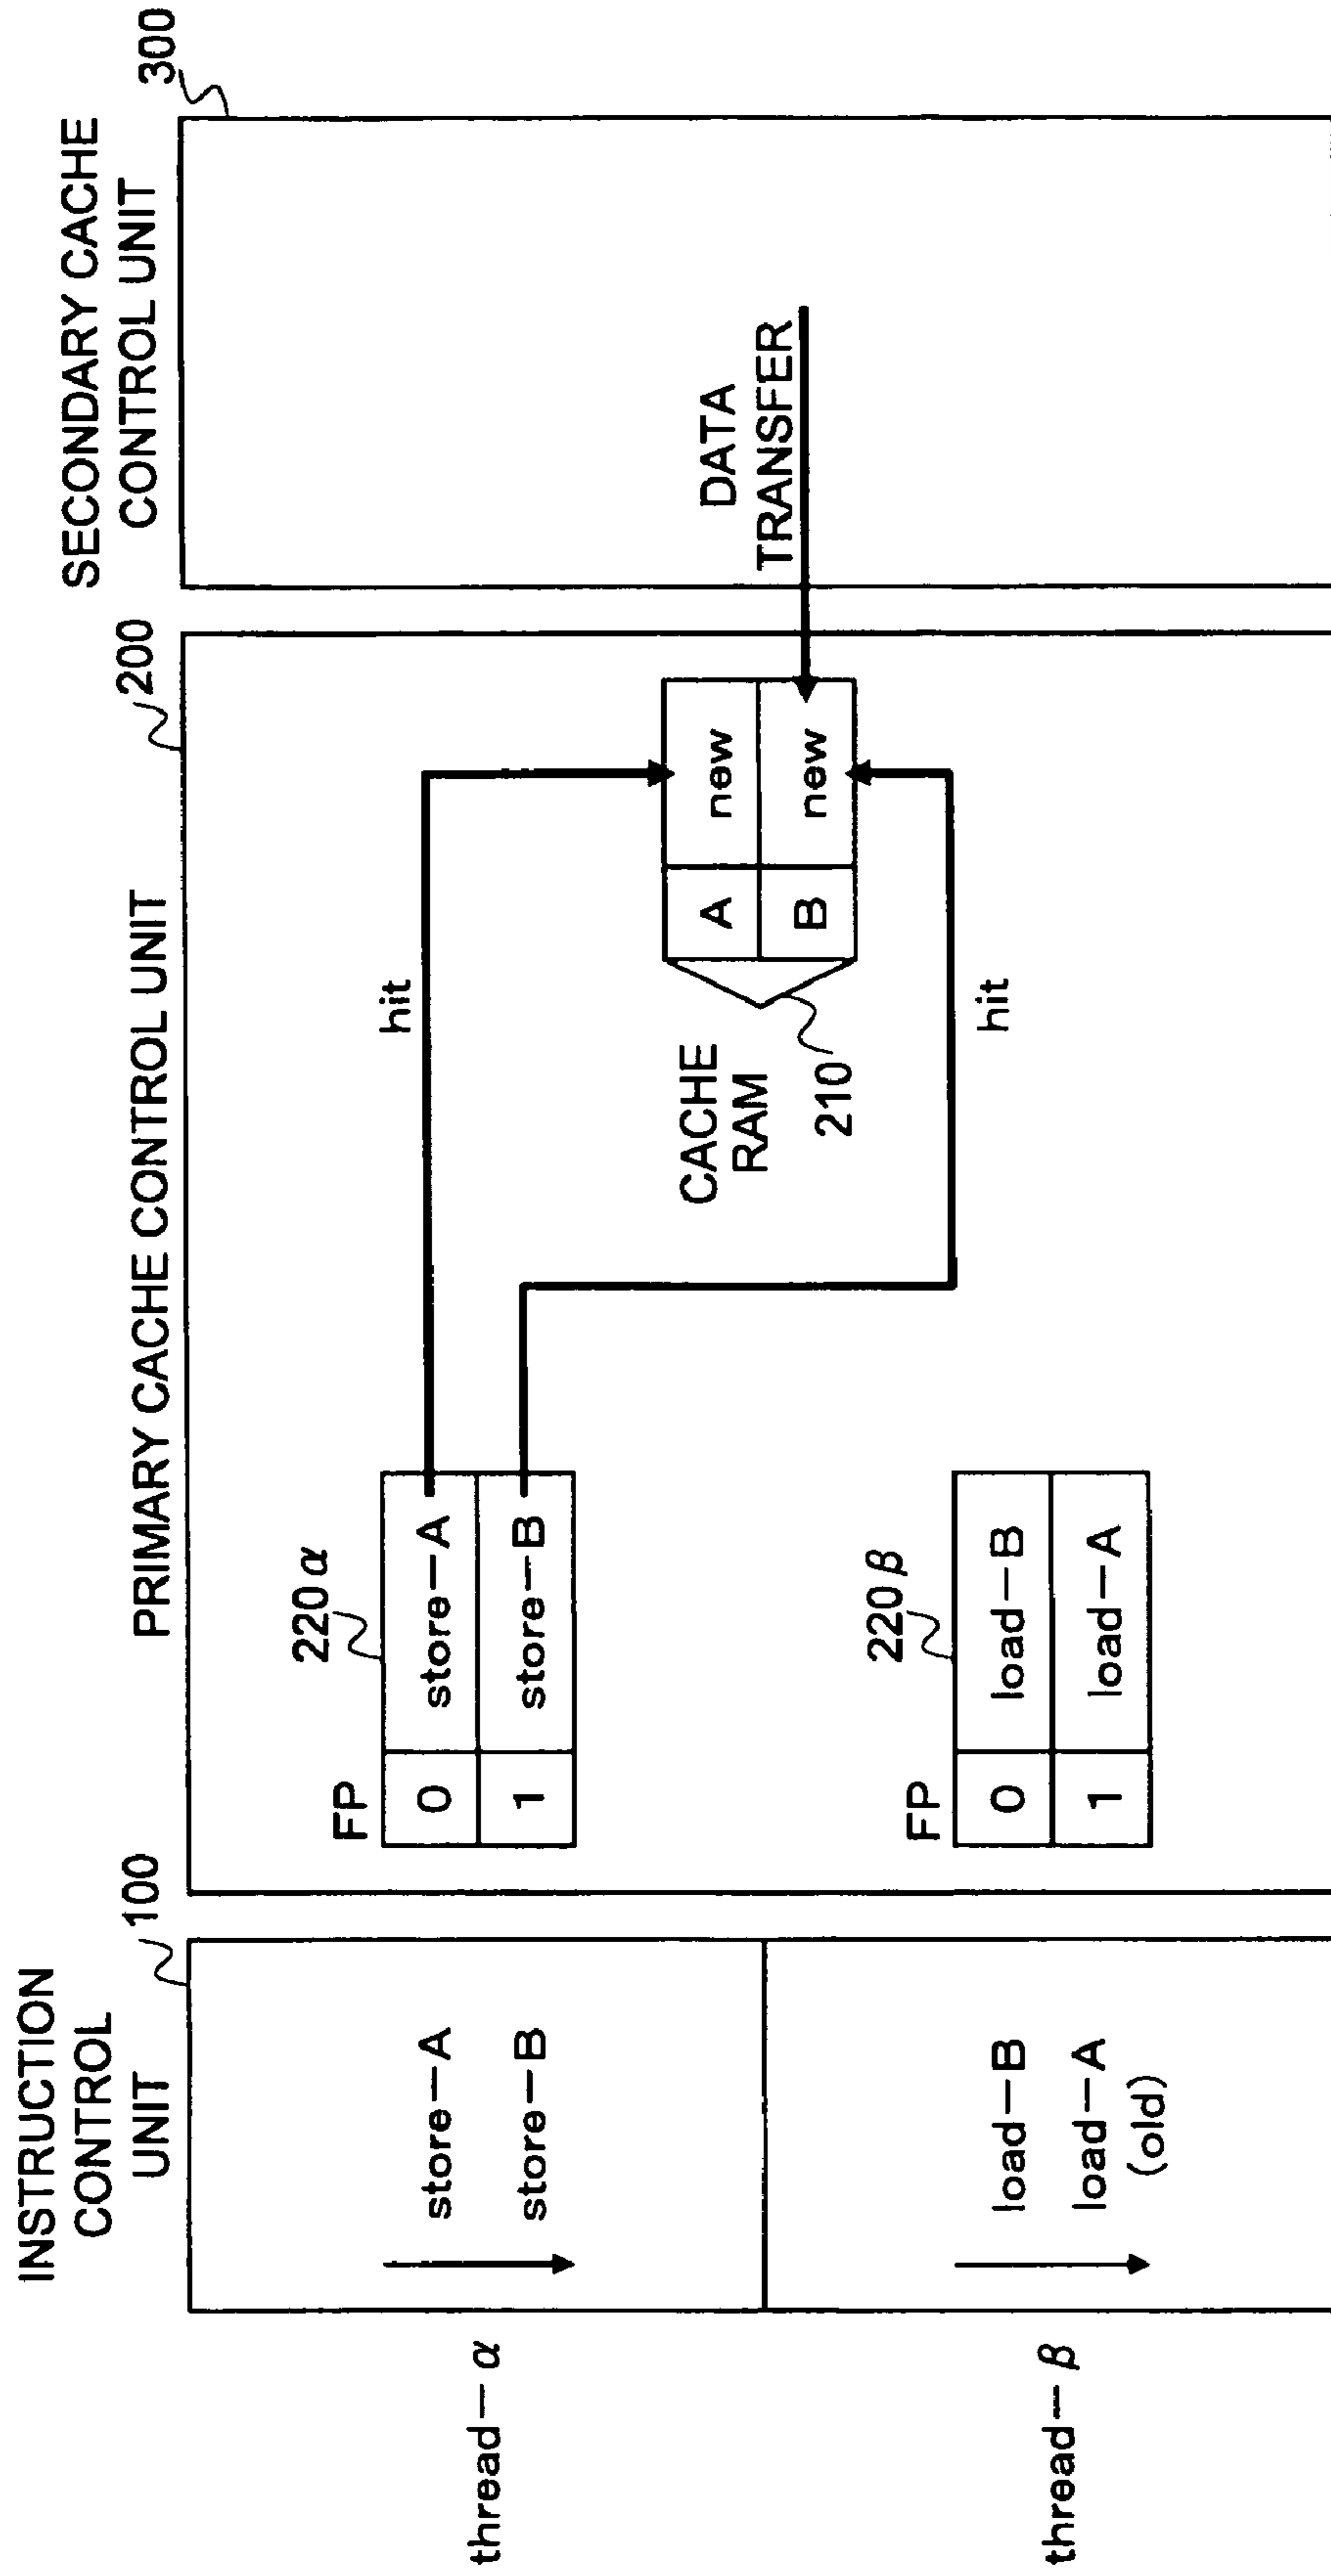 INSTRUCTION
CONTROL
UNIT
100
PRIMARY CACHE CONTROL UNIT
200
SECONDARY CACHE
CONTROL UNIT
300
thread－α
store－A
store－B
thread－β
load－B
load－A
(old)
FP
220α
0 store－A
1 store－B
FP
220β
0 load－B
1 load－A
hit
CACHE
RAM
210
A new
B new
hit
DATA
TRANSFER